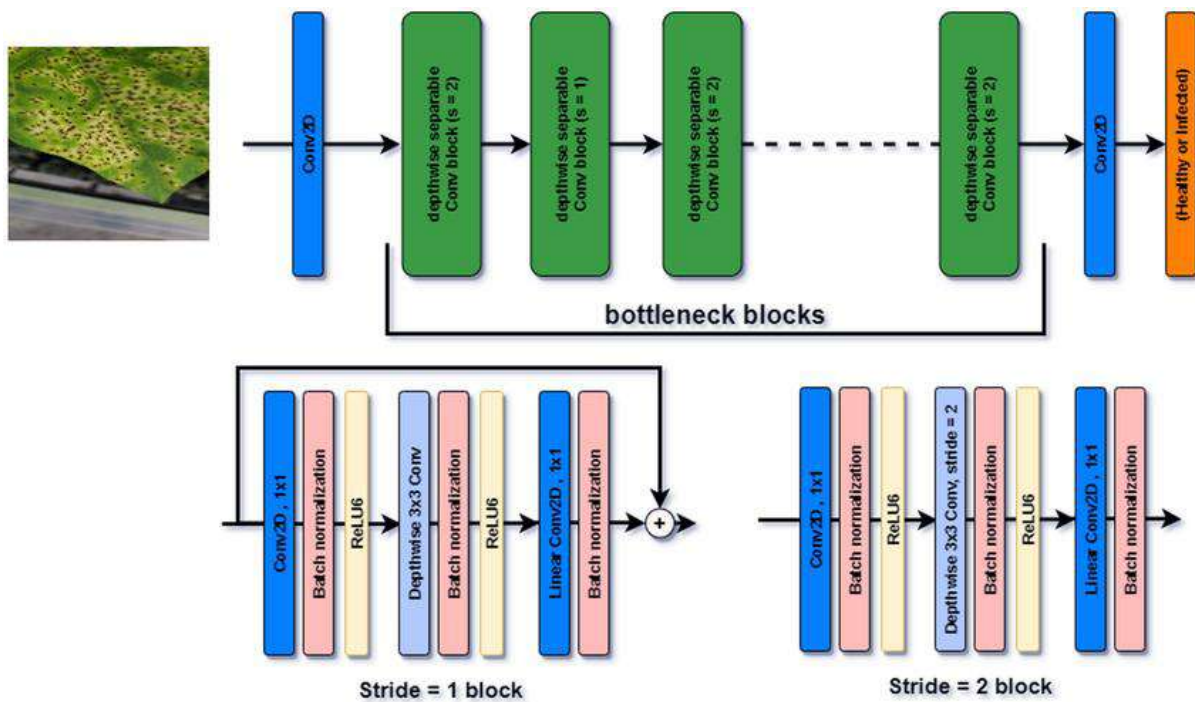 Conv2D
depthwise separable
Conv block (s = 2)
depthwise separable
Conv block (s = 1)
depthwise separable
Conv block (s = 2)
depthwise separable
Conv block (s = 2)
Conv2D
(Healthy or Infected)
bottleneck blocks
Conv2D, 1x1
Batch normalization
ReLU6
Depthwise 3x3 Conv
Batch normalization
ReLU6
Linear Conv2D, 1x1
Batch normalization
+
Stride = 1 block
Conv2D, 1x1
Batch normalization
ReLU6
Depthwise 3x3 Conv, stride = 2
Batch normalization
ReLU6
Linear Conv2D, 1x1
Batch normalization
Stride = 2 block